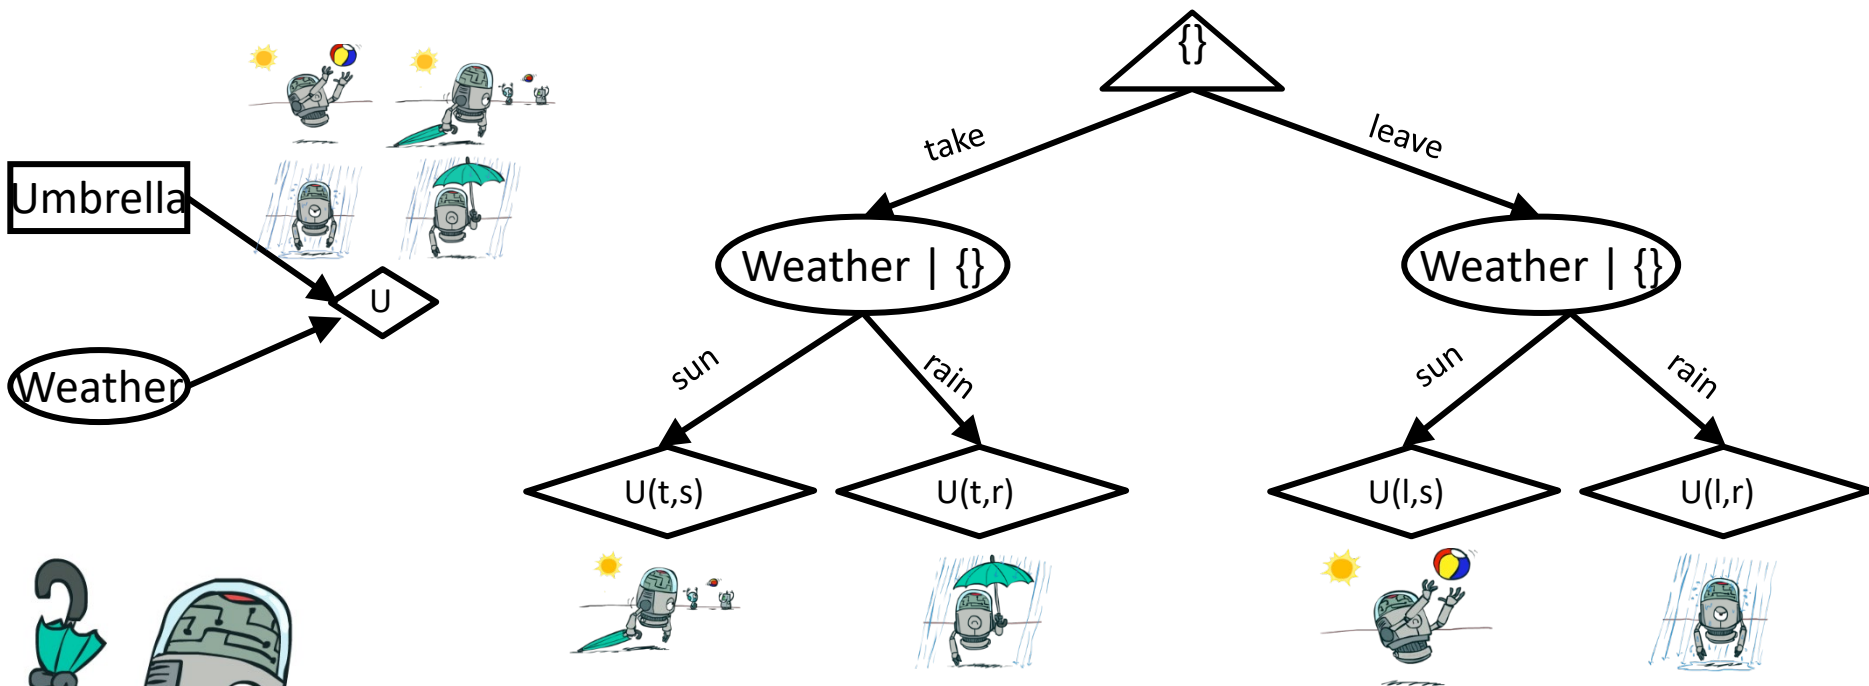 {}
take
leave
Umbrella
Weather | {}
Weather | {}
U
Weather
sun
rain
sun
rain
U(t,s)
U(t,r)
U(l,s)
U(l,r)